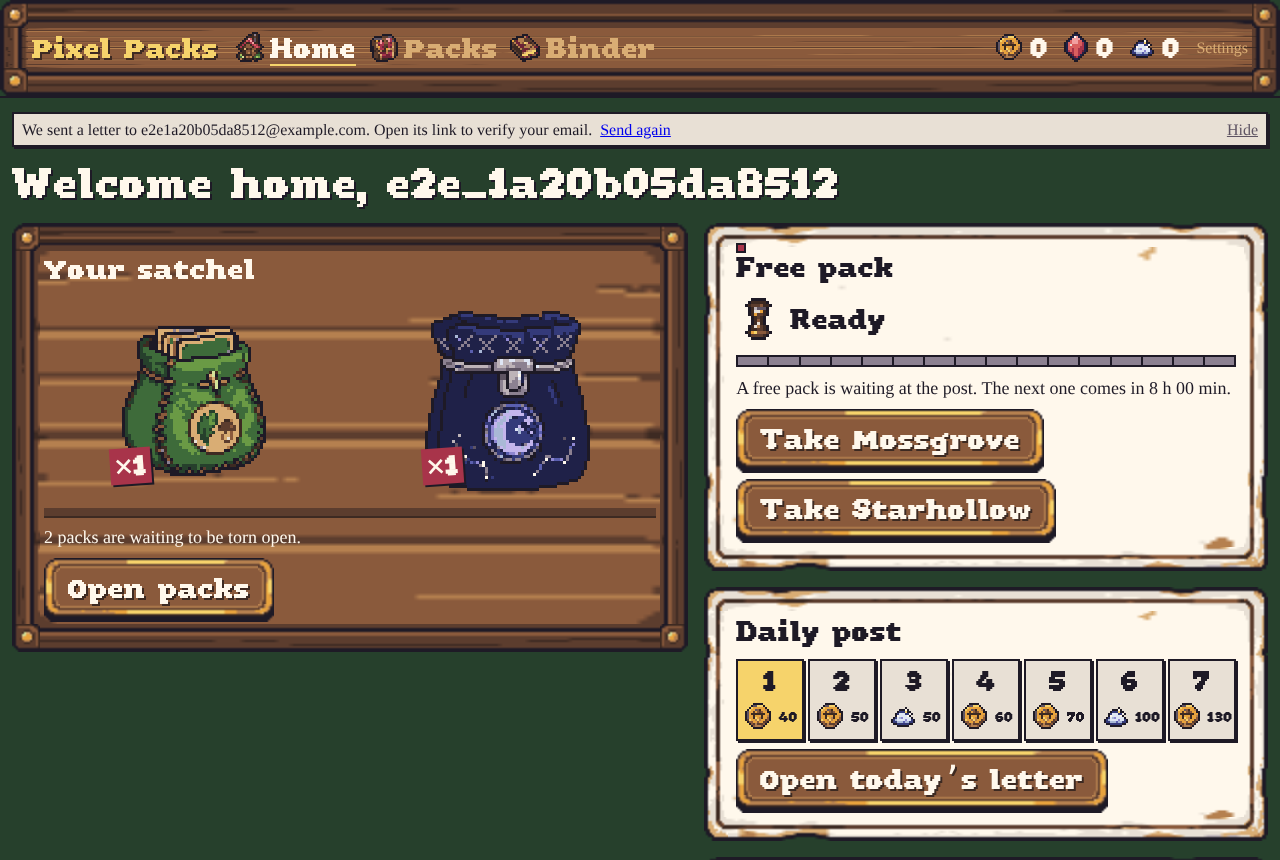 Pixel Packs Home Packs Binder 0 0 0 Settings
We sent a letter to e2e1a20b05da8512@example.com. Open its link to verify your email. Send again Hide
Welcome home, e2e_1a20b05da8512
Your satchel
×1 ×1
2 packs are waiting to be torn open.
Open packs
Free pack
Ready
A free pack is waiting at the post. The next one comes in 8 h 00 min.
Take Mossgrove
Take Starhollow
Daily post
1 2 3 4 5 6 7
40 50 50 60 70 100 130
Open today's letter